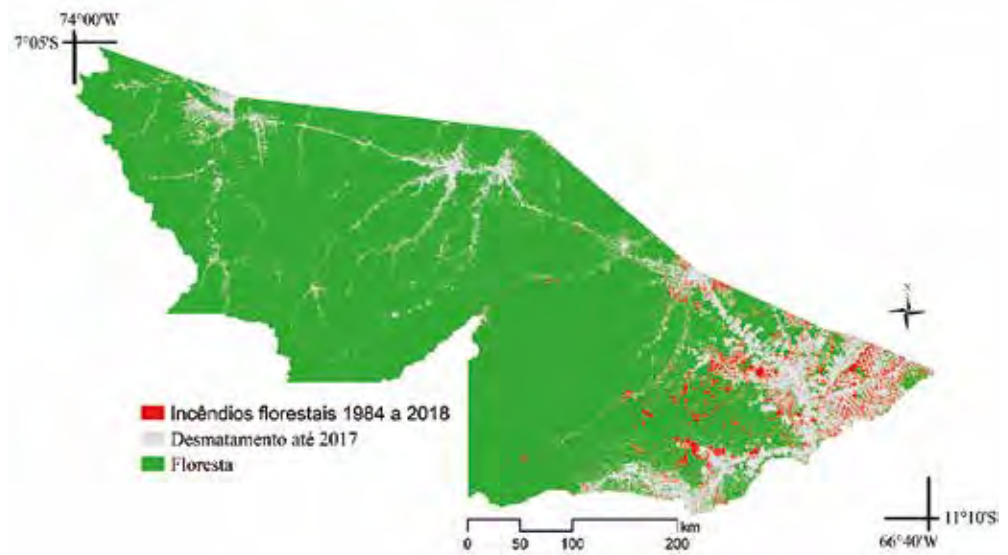 74°00'W
7°05'S
N
Incêndios florestais 1984 a 2018
Desmatamento até 2017
Floresta
km
0 50 100 200
11°10'S
66°40'W